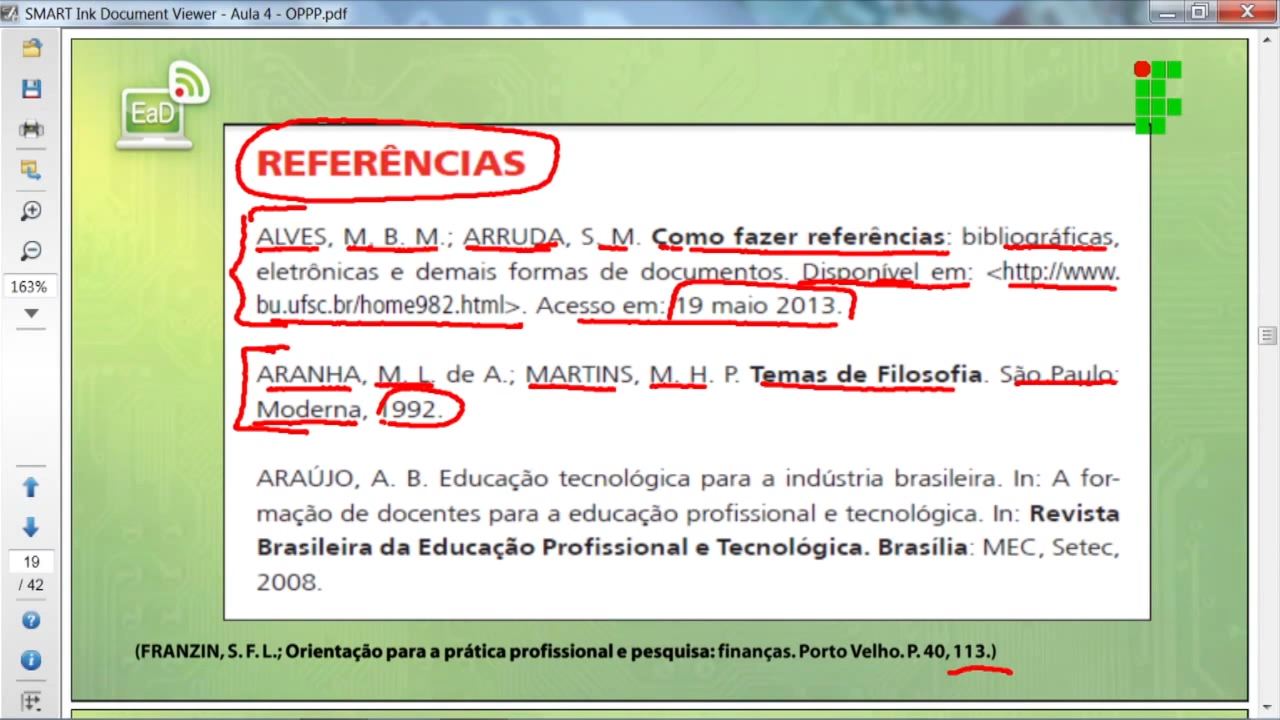 SMART Ink Document Viewer - Aula 4 - OPPP.pdf
EaD
REFERÊNCIAS
ALVES, M. B. M.; ARRUDA, S. M. Como fazer referências: bibliográficas,
eletrônicas e demais formas de documentos. Disponível em: <http://www.
bu.ufsc.br/home982.html>. Acesso em: 19 maio 2013.
ARANHA, M. L. de A.; MARTINS, M. H. P. Temas de Filosofia. São Paulo:
Moderna, 1992.
ARAÚJO, A. B. Educação tecnológica para a indústria brasileira. In: A for-
mação de docentes para a educação profissional e tecnológica. In: Revista
Brasileira da Educação Profissional e Tecnológica. Brasília: MEC, Setec,
2008.
(FRANZIN, S. F. L.; Orientação para a prática profissional e pesquisa: finanças. Porto Velho. P. 40, 113.)
163%
19
/ 42